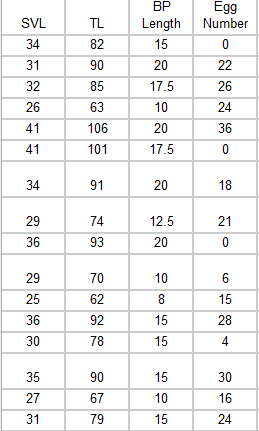 SVL TL BP Length Egg Number
34 82 15 0
31 90 20 22
32 85 17.5 26
26 63 10 24
41 106 20 36
41 101 17.5 0
34 91 20 18
29 74 12.5 21
36 93 20 0
29 70 10 6
25 62 8 15
36 92 15 28
30 78 15 4
35 90 15 30
27 67 10 16
31 79 15 24